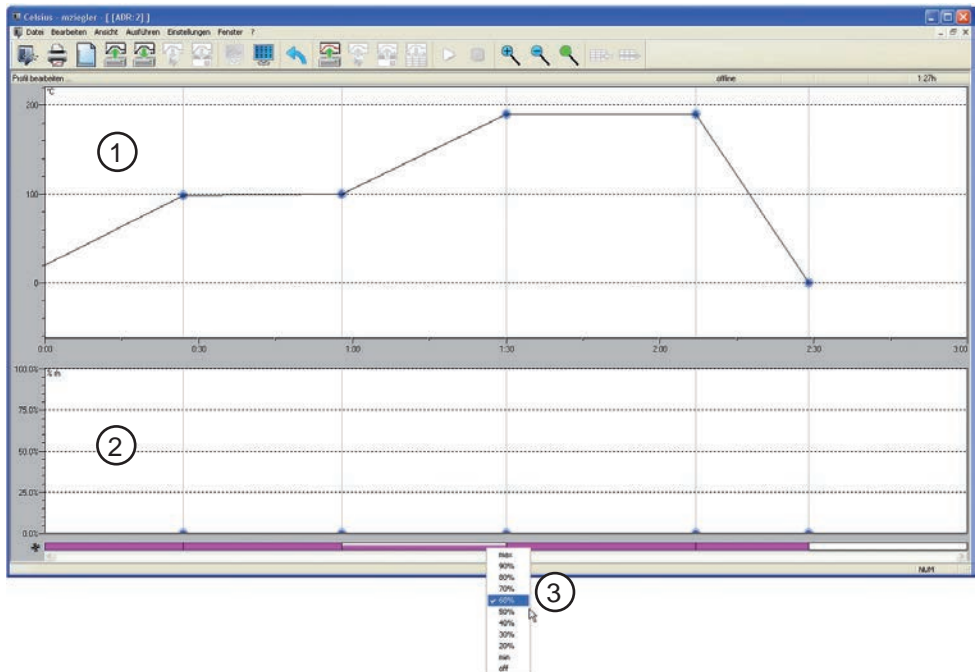 Celsius - mziegler - [ [ADR: 2] ]
Datei Bearbeiten Ansicht Ausführen Einstellungen Fenster ?
Profil bearbeiten ... offline 1:27h
°C
200
1
100
0
0:00 0:30 1:00 1:30 2:00 2:30 3:00
100.0% % rh
75.0%
2
50.0%
25.0%
0.0%
NUM
max
90%
80%
70%
60% 3
50%
40%
30%
20%
min
off